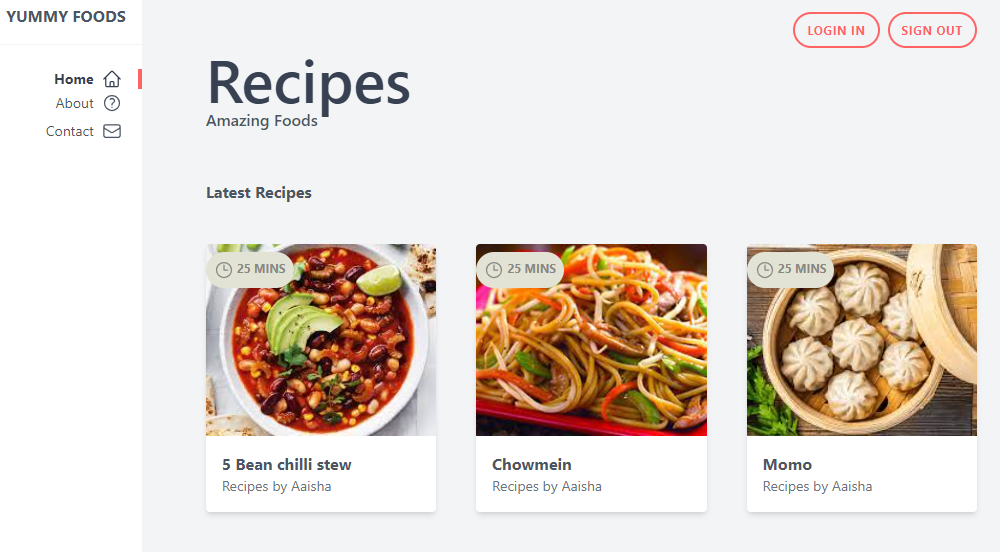 YUMMY FOODS
Home
About
Contact
LOGIN IN
SIGN OUT
Recipes
Amazing Foods
Latest Recipes
25 MINS
5 Bean chilli stew
Recipes by Aaisha
25 MINS
Chowmein
Recipes by Aaisha
25 MINS
Momo
Recipes by Aaisha